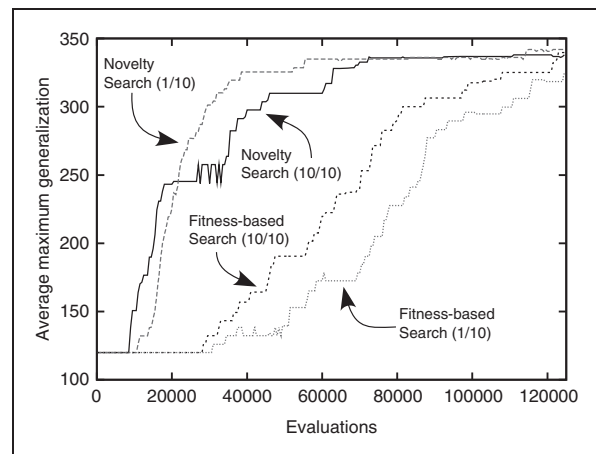 350
300
250
200
150
100
Average maximum generalization
Novelty
Search (1/10)
Novelty
Search (10/10)
Fitness-based
Search (10/10)
Fitness-based
Search (1/10)
0
20000
40000
60000
80000
100000
120000
Evaluations